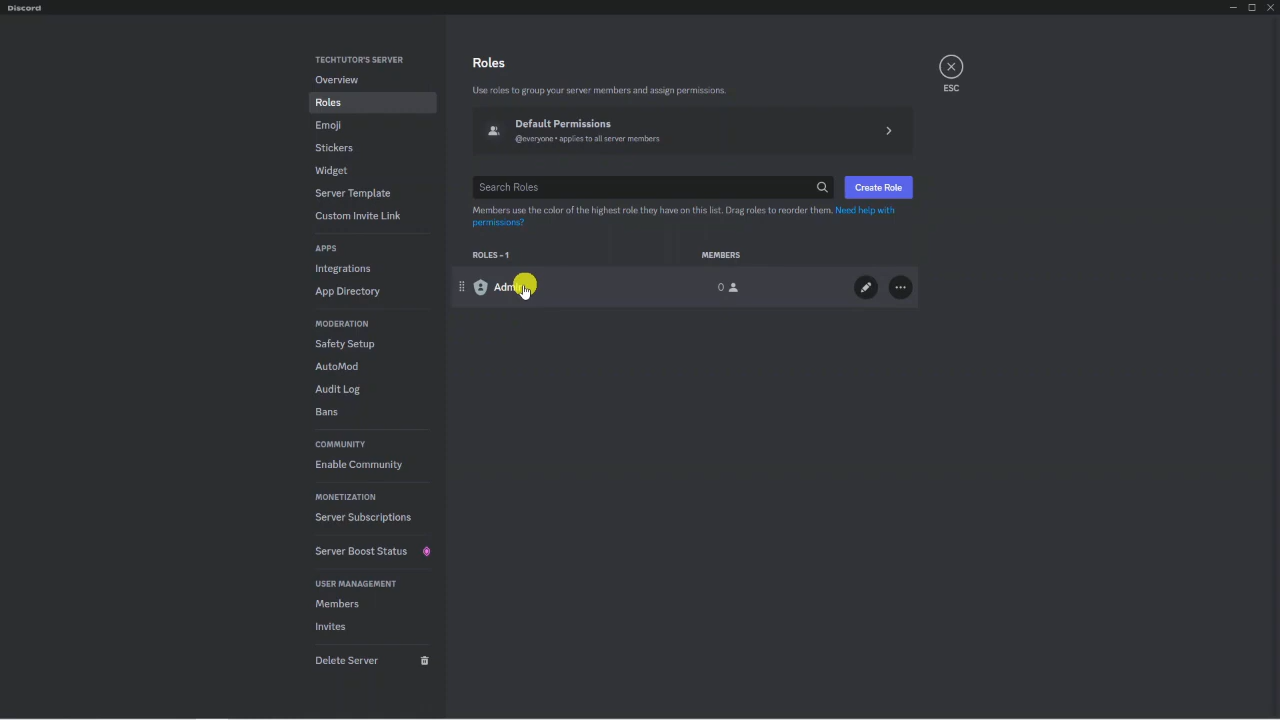 Discord
TECHTUTOR'S SERVER
Overview
Roles
Emoji
Stickers
Widget
Server Template
Custom Invite Link
APPS
Integrations
App Directory
MODERATION
Safety Setup
AutoMod
Audit Log
Bans
COMMUNITY
Enable Community
MONETIZATION
Server Subscriptions
Server Boost Status
USER MANAGEMENT
Members
Invites
Delete Server
Roles
Use roles to group your server members and assign permissions.
Default Permissions
@everyone • applies to all server members
Search Roles
Create Role
Members use the color of the highest role they have on this list. Drag roles to reorder them. Need help with
permissions?
ROLES – 1 MEMBERS
0
ESC